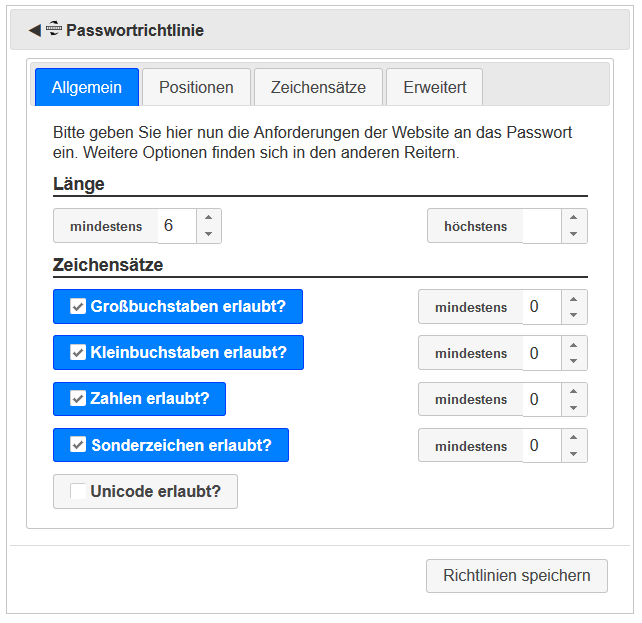 Passwortrichtlinie
Allgemein Positionen Zeichensätze Erweitert
Bitte geben Sie hier nun die Anforderungen der Website an das Passwort
ein. Weitere Optionen finden sich in den anderen Reitern.
Länge
mindestens 6 höchstens
Zeichensätze
Großbuchstaben erlaubt? mindestens 0
Kleinbuchstaben erlaubt? mindestens 0
Zahlen erlaubt? mindestens 0
Sonderzeichen erlaubt? mindestens 0
Unicode erlaubt?
Richtlinien speichern